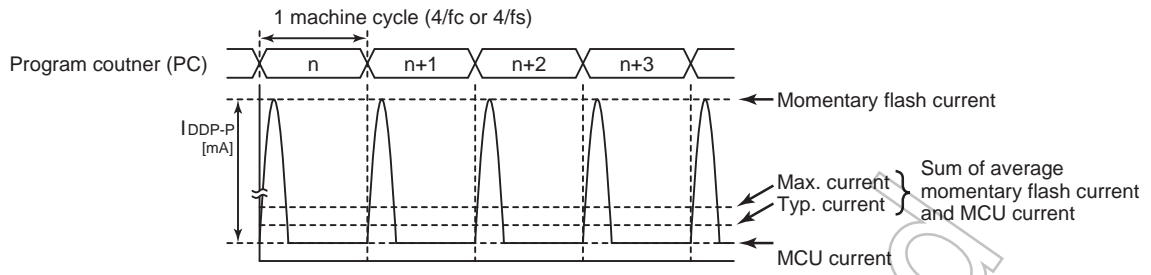 1 machine cycle (4/fc or 4/fs)
Program coutner (PC)
n
n+1
n+2
n+3
Momentary flash current
IDDP-P
[mA]
Max. current
Typ. current
Sum of average
momentary flash current
and MCU current
MCU current